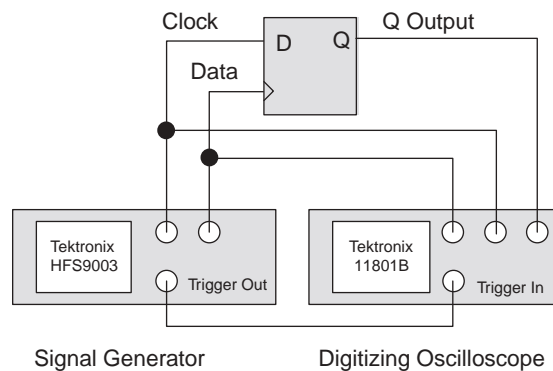 Clock
Q Output
D
Q
Data
Tektronix
HFS9003
Trigger Out
Tektronix
11801B
Trigger In
Signal Generator
Digitizing Oscilloscope